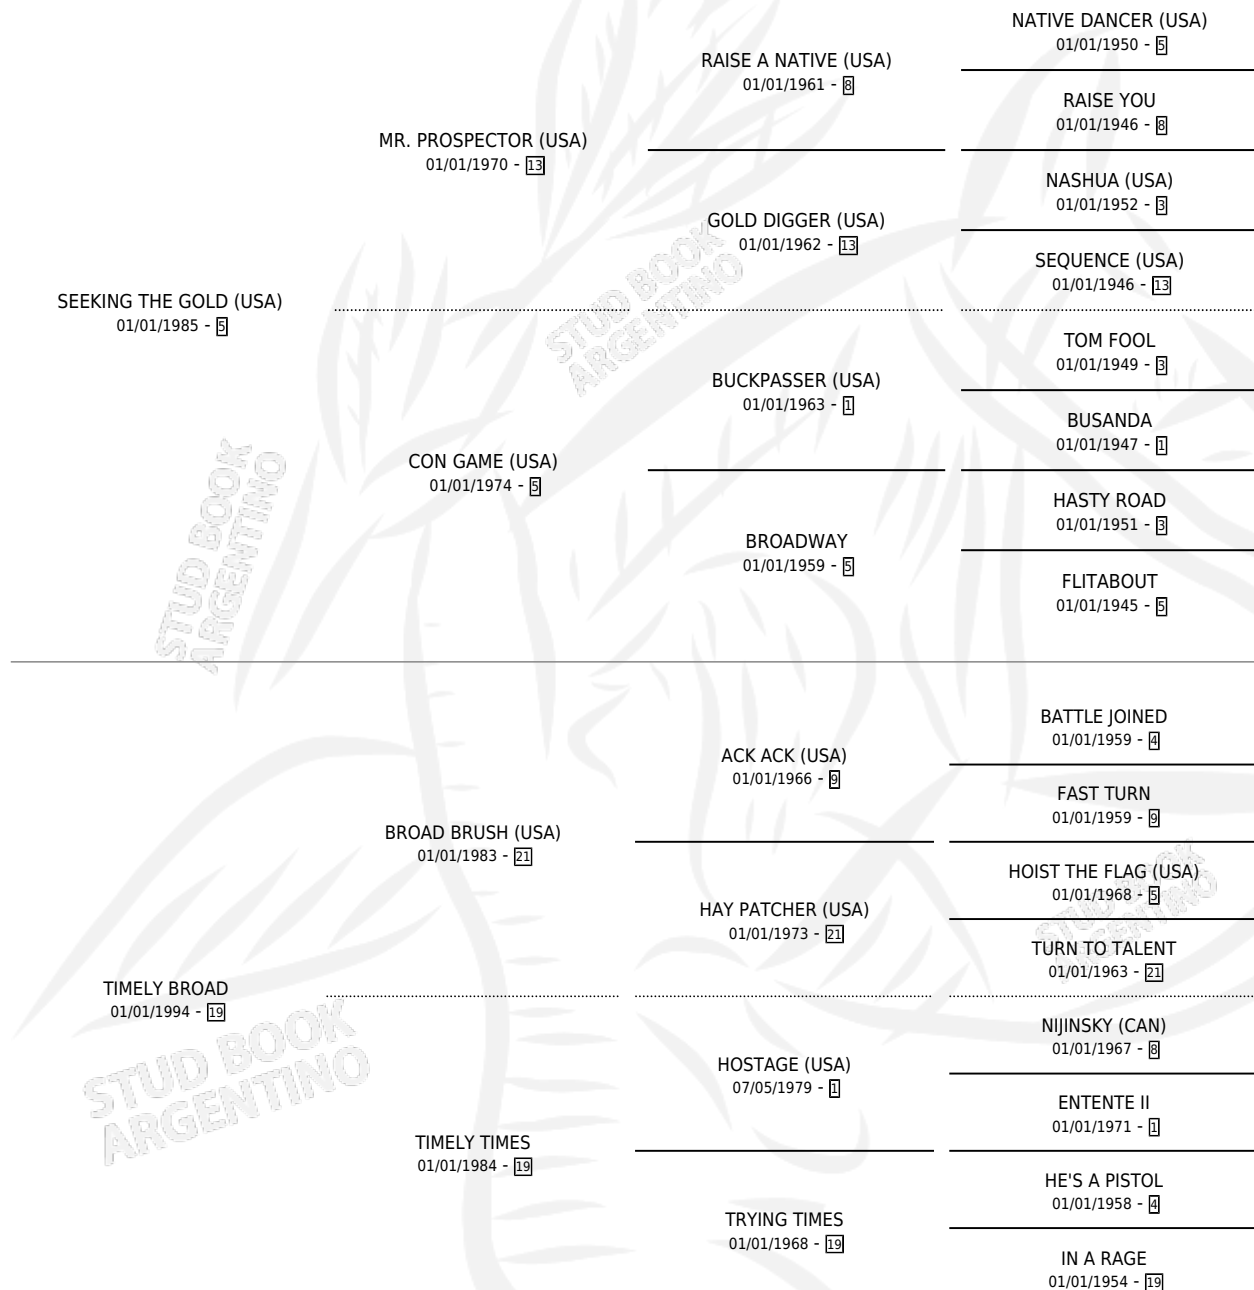 NATIVE DANCER (USA)
01/01/1950 - 5
RAISE A NATIVE (USA)
01/01/1961 - 8
RAISE YOU
01/01/1946 - 8
MR. PROSPECTOR (USA)
01/01/1970 - 13
NASHUA (USA)
01/01/1952 - 3
GOLD DIGGER (USA)
01/01/1962 - 13
SEQUENCE (USA)
01/01/1946 - 13
SEEKING THE GOLD (USA)
01/01/1985 - 5
STUD BOOK
ARGENTINO
TOM FOOL
01/01/1949 - 3
BUCKPASSER (USA)
01/01/1963 - 1
BUSANDA
01/01/1947 - 1
CON GAME (USA)
01/01/1974 - 5
HASTY ROAD
01/01/1951 - 3
BROADWAY
01/01/1959 - 5
FLITABOUT
01/01/1945 - 5
STUD BOOK
ARGENTINO
BATTLE JOINED
01/01/1959 - 4
ACK ACK (USA)
01/01/1966 - 9
FAST TURN
01/01/1959 - 9
BROAD BRUSH (USA)
01/01/1983 - 21
HOIST THE FLAG (USA)
01/01/1968 - 5
HAY PATCHER (USA)
01/01/1973 - 21
STUD BOOK
ARGENTINO
TURN TO TALENT
01/01/1963 - 21
TIMELY BROAD
01/01/1994 - 19
NIJINSKY (CAN)
01/01/1967 - 8
HOSTAGE (USA)
07/05/1979 - 1
STUD BOOK
ARGENTINO
ENTENTE II
01/01/1971 - 1
TIMELY TIMES
01/01/1984 - 19
HE'S A PISTOL
01/01/1958 - 4
TRYING TIMES
01/01/1968 - 19
IN A RAGE
01/01/1954 - 19